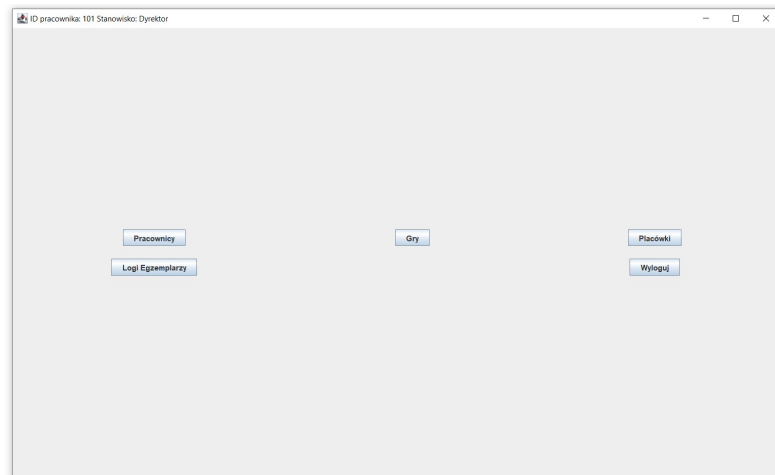 ID pracownika: 101 Stanowisko: Dyrektor
Pracownicy Gry Placówki
Logi Egzemplarzy Wyloguj